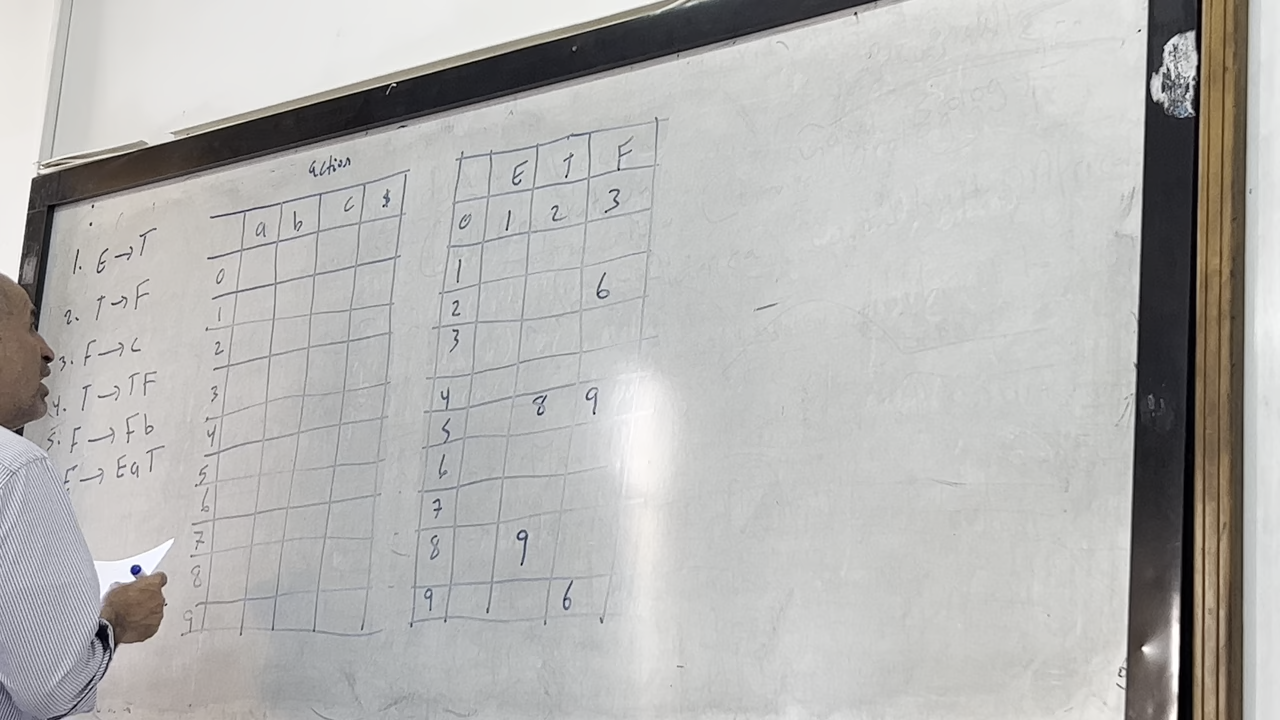 1. E → T
2. T → F
3. F → c
4. T → TF
5. F → Fb
E → EaT
action
a b c $
0
1
2
3
4
5
6
7
8
9
E T F
0 1 2 3
1
2 6
3
4 8 9
5
6
7
8 9
9 6